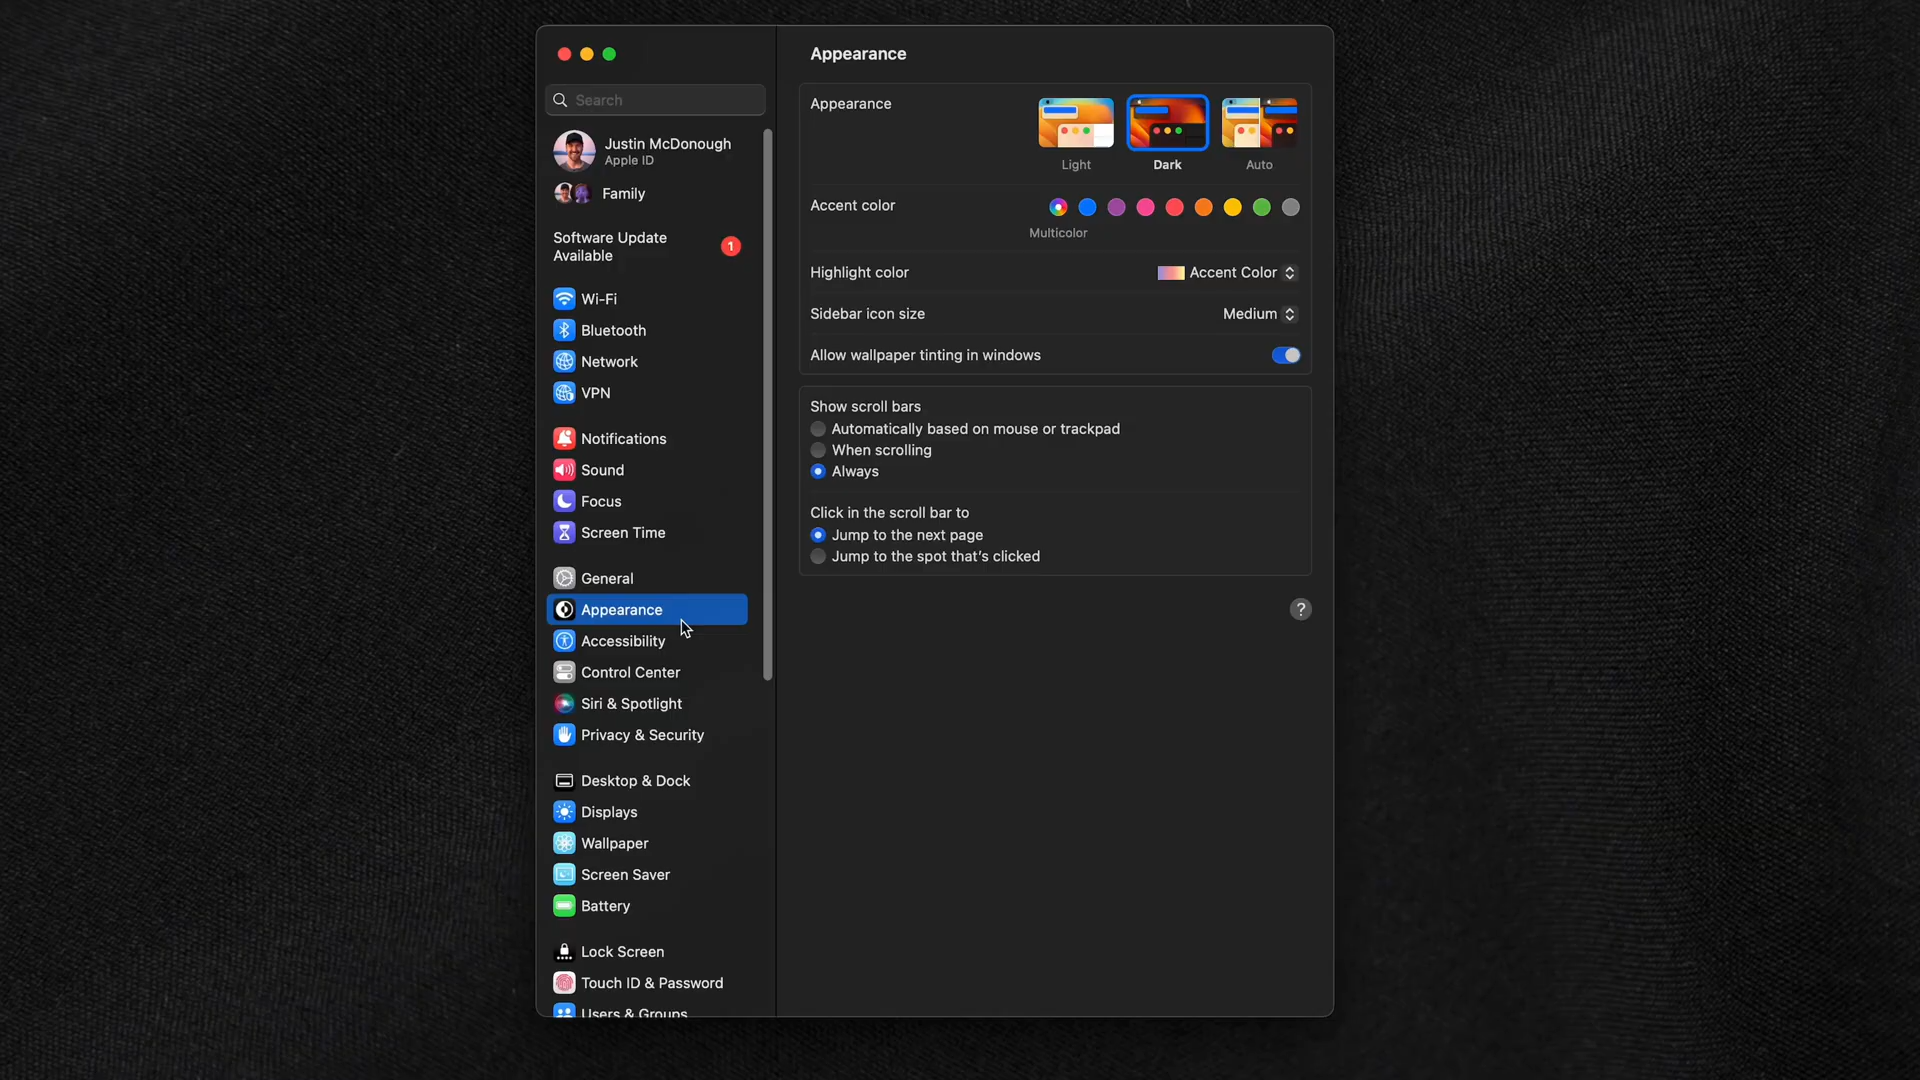 Search
Justin McDonough
Apple ID
Family
Software Update
Available
1
Wi-Fi
Bluetooth
Network
VPN
Notifications
Sound
Focus
Screen Time
General
Appearance
Accessibility
Control Center
Siri & Spotlight
Privacy & Security
Desktop & Dock
Displays
Wallpaper
Screen Saver
Battery
Lock Screen
Touch ID & Password
Users & Groups
Appearance
Appearance
Light Dark Auto
Accent color
Multicolor
Highlight color Accent Color
Sidebar icon size Medium
Allow wallpaper tinting in windows
Show scroll bars
Automatically based on mouse or trackpad
When scrolling
Always
Click in the scroll bar to
Jump to the next page
Jump to the spot that's clicked
?